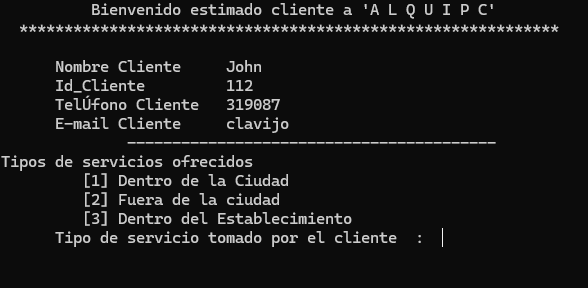 Bienvenido estimado cliente a 'A L Q U I P C'
************************************************************
Nombre Cliente John
Id_Cliente 112
TelÚfono Cliente 319087
E-mail Cliente clavijo
-----------------------------------------
Tipos de servicios ofrecidos
[1] Dentro de la Ciudad
[2] Fuera de la ciudad
[3] Dentro del Establecimiento
Tipo de servicio tomado por el cliente :